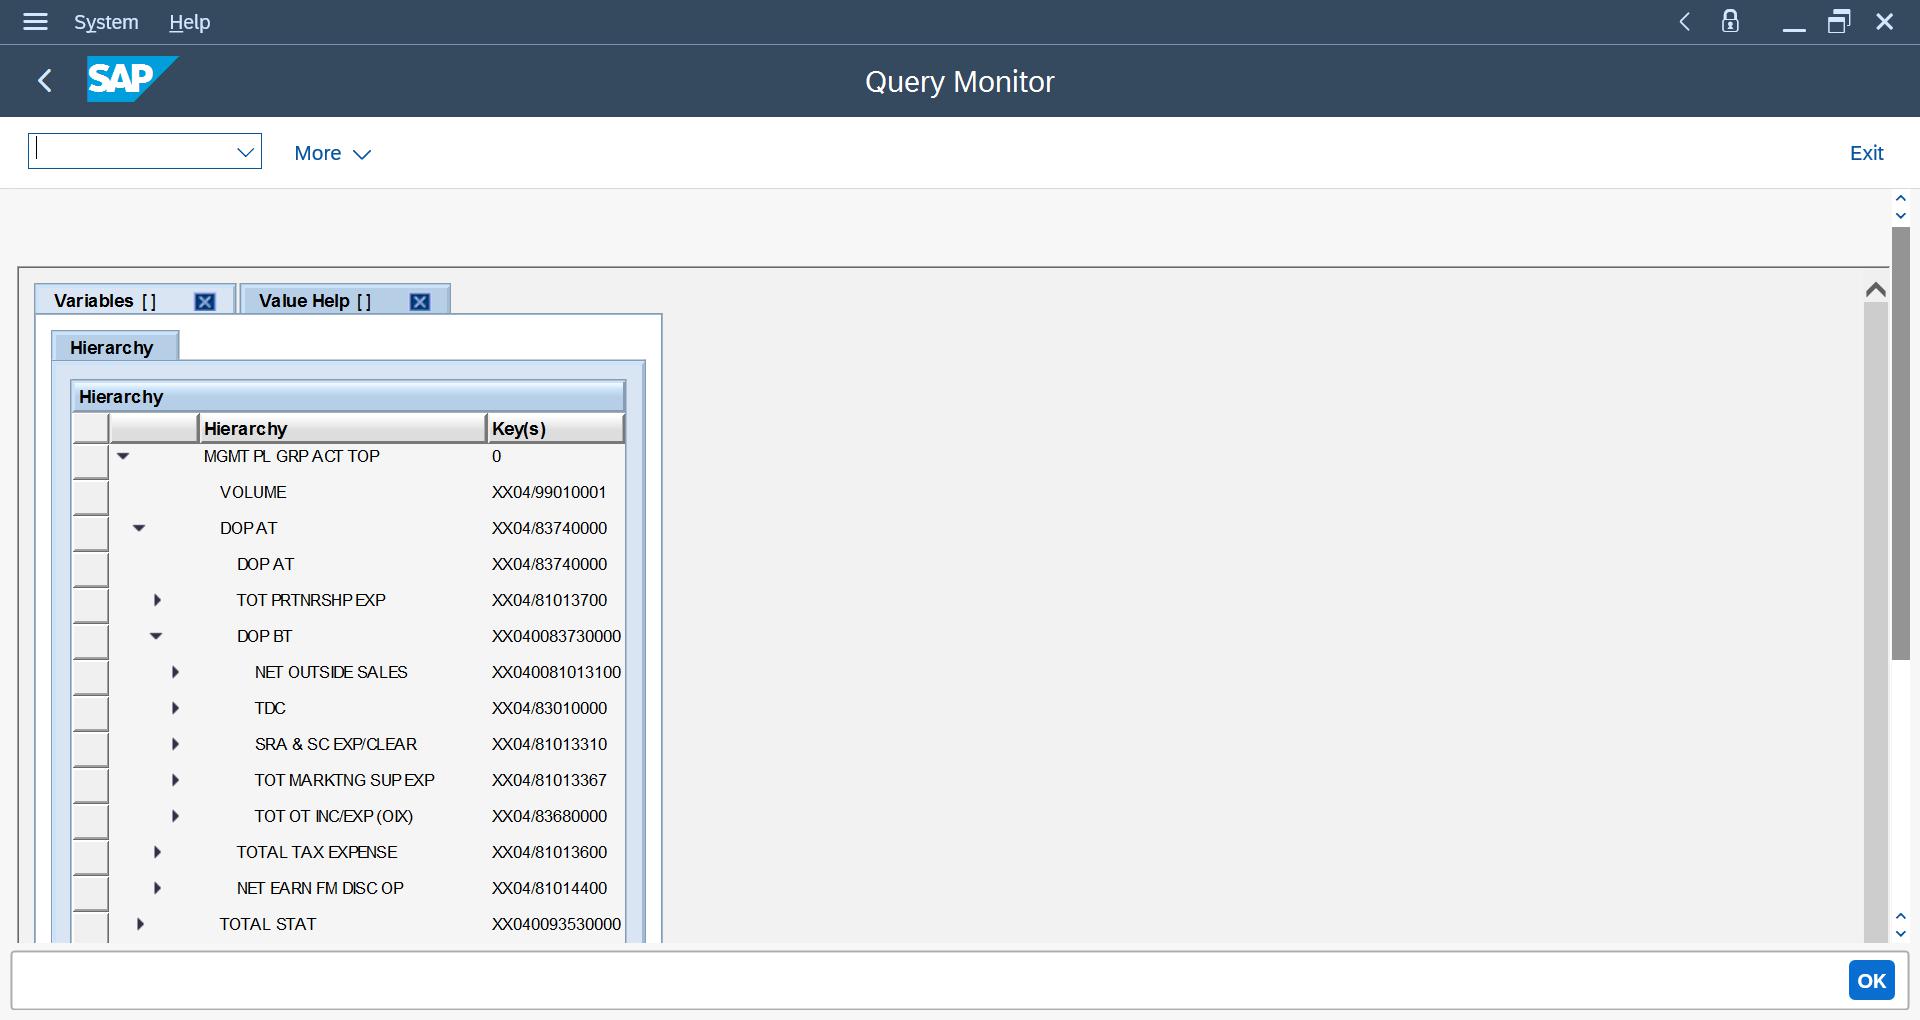 System Help
SAP
Query Monitor
More
Exit
Variables [ ] Value Help [ ]
Hierarchy
Hierarchy
Hierarchy Key(s)
MGMT PL GRP ACT TOP 0
VOLUME XX04/99010001
DOP AT XX04/83740000
DOP AT XX04/83740000
TOT PRTNRSHP EXP XX04/81013700
DOP BT XX040083730000
NET OUTSIDE SALES XX040081013100
TDC XX04/83010000
SRA & SC EXP/CLEAR XX04/81013310
TOT MARKTNG SUP EXP XX04/81013367
TOT OT INC/EXP (OIX) XX04/83680000
TOTAL TAX EXPENSE XX04/81013600
NET EARN FM DISC OP XX04/81014400
TOTAL STAT XX040093530000
OK